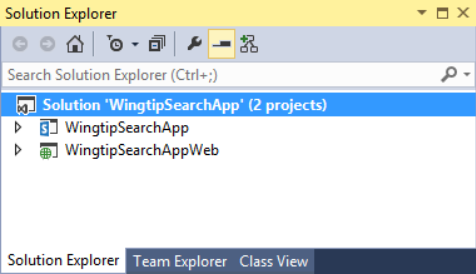 Solution Explorer
Search Solution Explorer (Ctrl+;)
Solution 'WingtipSearchApp' (2 projects)
WingtipSearchApp
WingtipSearchAppWeb
Solution Explorer Team Explorer Class View